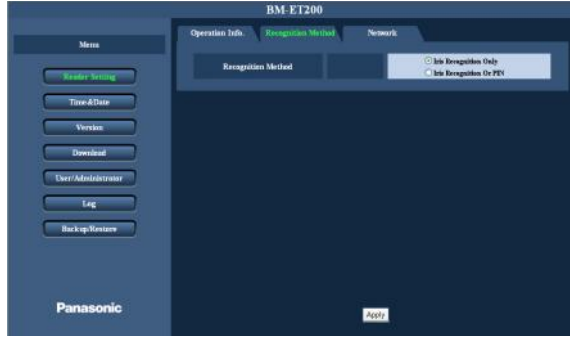 BM-ET200
Menu
Reader Setting
Time&Date
Version
Download
User/Administrator
Log
Backup/Restore
Panasonic
Operation Info.
Recognition Method
Network
Recognition Method
Iris Recognition Only
Iris Recognition Or PIN
Apply